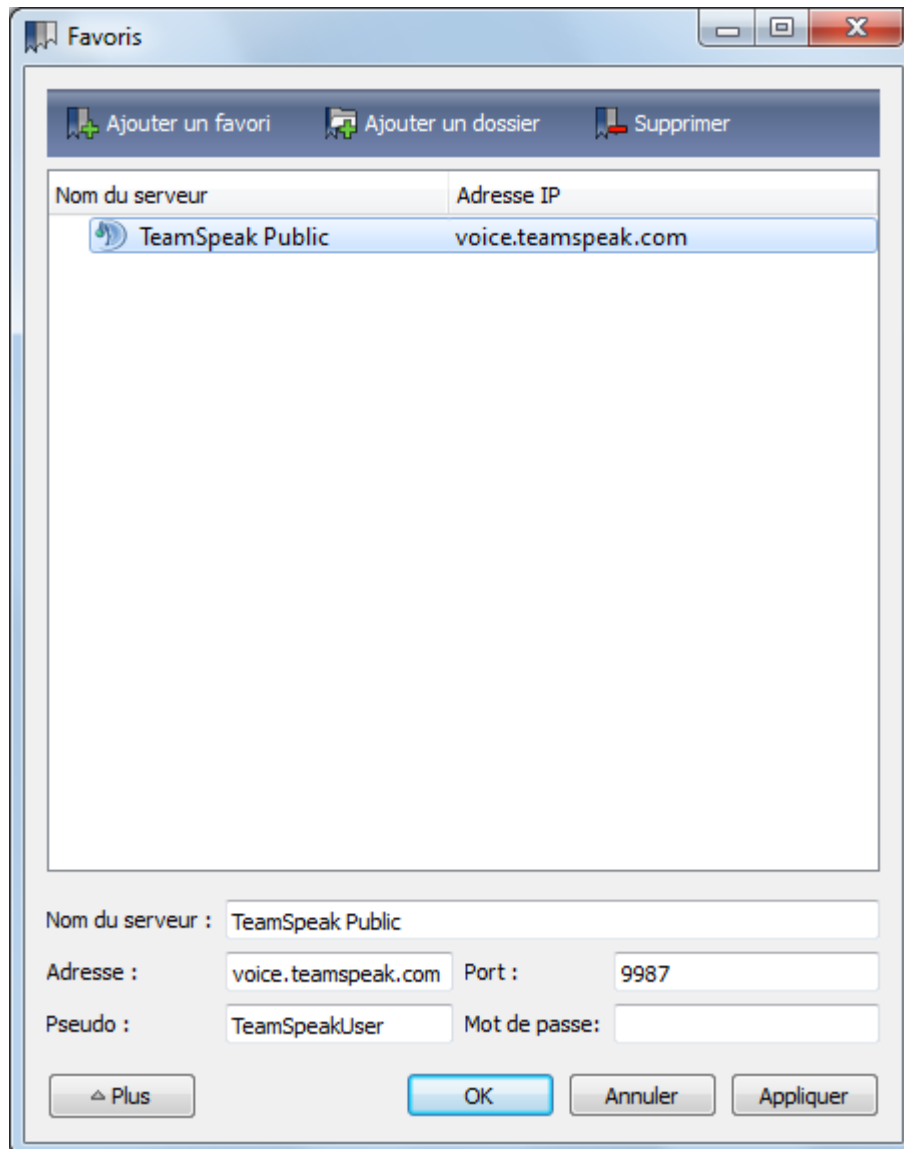 Favoris
Ajouter un favori Ajouter un dossier Supprimer
Nom du serveur Adresse IP
TeamSpeak Public voice.teamspeak.com
Nom du serveur : TeamSpeak Public
Adresse : voice.teamspeak.com Port : 9987
Pseudo : TeamSpeakUser Mot de passe:
Plus OK Annuler Appliquer